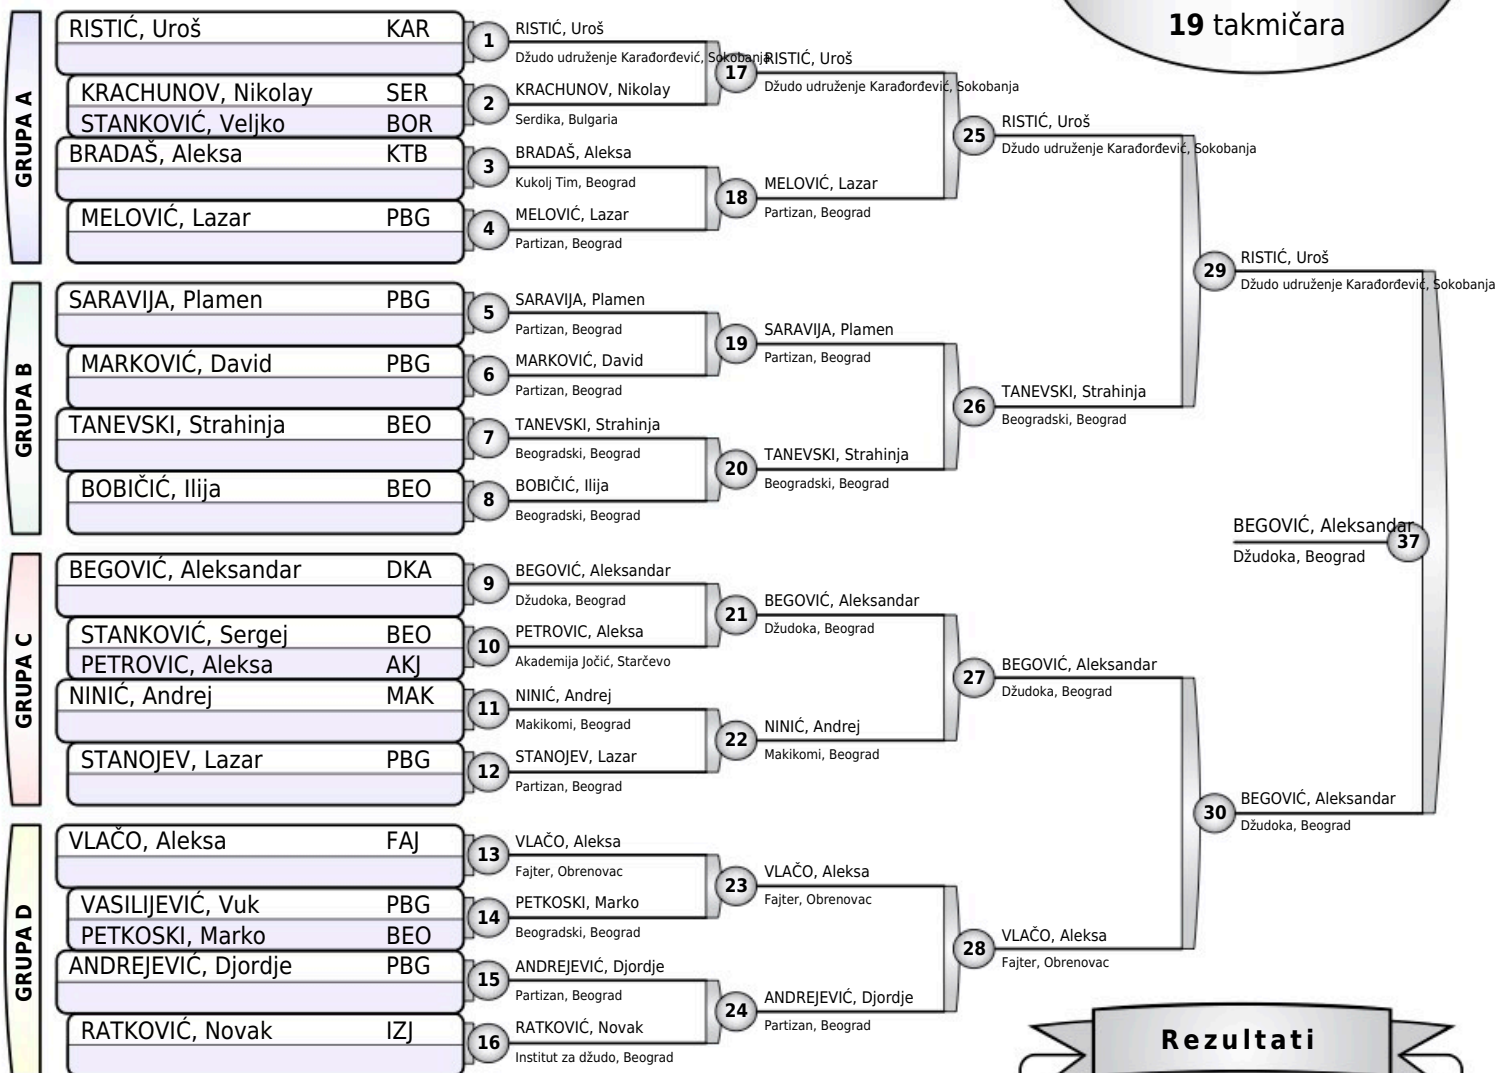 19 takmičara
GRUPA A
RISTIĆ, Uroš KAR
KRACHUNOV, Nikolay SER
STANKOVIĆ, Veljko BOR
BRADAŠ, Aleksa KTB
MELOVIĆ, Lazar PBG
GRUPA B
SARAVIJA, Plamen PBG
MARKOVIĆ, David PBG
TANEVSKI, Strahinja BEO
BOBIČIĆ, Ilija BEO
GRUPA C
BEGOVIĆ, Aleksandar DKA
STANKOVIĆ, Sergej BEO
PETROVIC, Aleksa AKJ
NINIĆ, Andrej MAK
STANOJEV, Lazar PBG
GRUPA D
VLAČO, Aleksa FAJ
VASILIJEVIĆ, Vuk PBG
PETKOSKI, Marko BEO
ANDREJEVIĆ, Djordje PBG
RATKOVIĆ, Novak IZJ
1 RISTIĆ, Uroš
Džudo udruženje Karađorđević, Sokobanja
2 KRACHUNOV, Nikolay
Serdika, Bulgaria
3 BRADAŠ, Aleksa
Kukolj Tim, Beograd
4 MELOVIĆ, Lazar
Partizan, Beograd
5 SARAVIJA, Plamen
Partizan, Beograd
6 MARKOVIĆ, David
Partizan, Beograd
7 TANEVSKI, Strahinja
Beogradski, Beograd
8 BOBIČIĆ, Ilija
Beogradski, Beograd
9 BEGOVIĆ, Aleksandar
Džudoka, Beograd
10 PETROVIC, Aleksa
Akademija Jočić, Starčevo
11 NINIĆ, Andrej
Makikomi, Beograd
12 STANOJEV, Lazar
Partizan, Beograd
13 VLAČO, Aleksa
Fajter, Obrenovac
14 PETKOSKI, Marko
Beogradski, Beograd
15 ANDREJEVIĆ, Djordje
Partizan, Beograd
16 RATKOVIĆ, Novak
Institut za džudo, Beograd
17 RISTIĆ, Uroš
Džudo udruženje Karađorđević, Sokobanja
18 MELOVIĆ, Lazar
Partizan, Beograd
19 SARAVIJA, Plamen
Partizan, Beograd
20 TANEVSKI, Strahinja
Beogradski, Beograd
21 BEGOVIĆ, Aleksandar
Džudoka, Beograd
22 NINIĆ, Andrej
Makikomi, Beograd
23 VLAČO, Aleksa
Fajter, Obrenovac
24 ANDREJEVIĆ, Djordje
Partizan, Beograd
25 RISTIĆ, Uroš
Džudo udruženje Karađorđević, Sokobanja
26 TANEVSKI, Strahinja
Beogradski, Beograd
27 BEGOVIĆ, Aleksandar
Džudoka, Beograd
28 VLAČO, Aleksa
Fajter, Obrenovac
29 RISTIĆ, Uroš
Džudo udruženje Karađorđević, Sokobanja
30 BEGOVIĆ, Aleksandar
Džudoka, Beograd
BEGOVIĆ, Aleksandar 37
Džudoka, Beograd
Rezultati